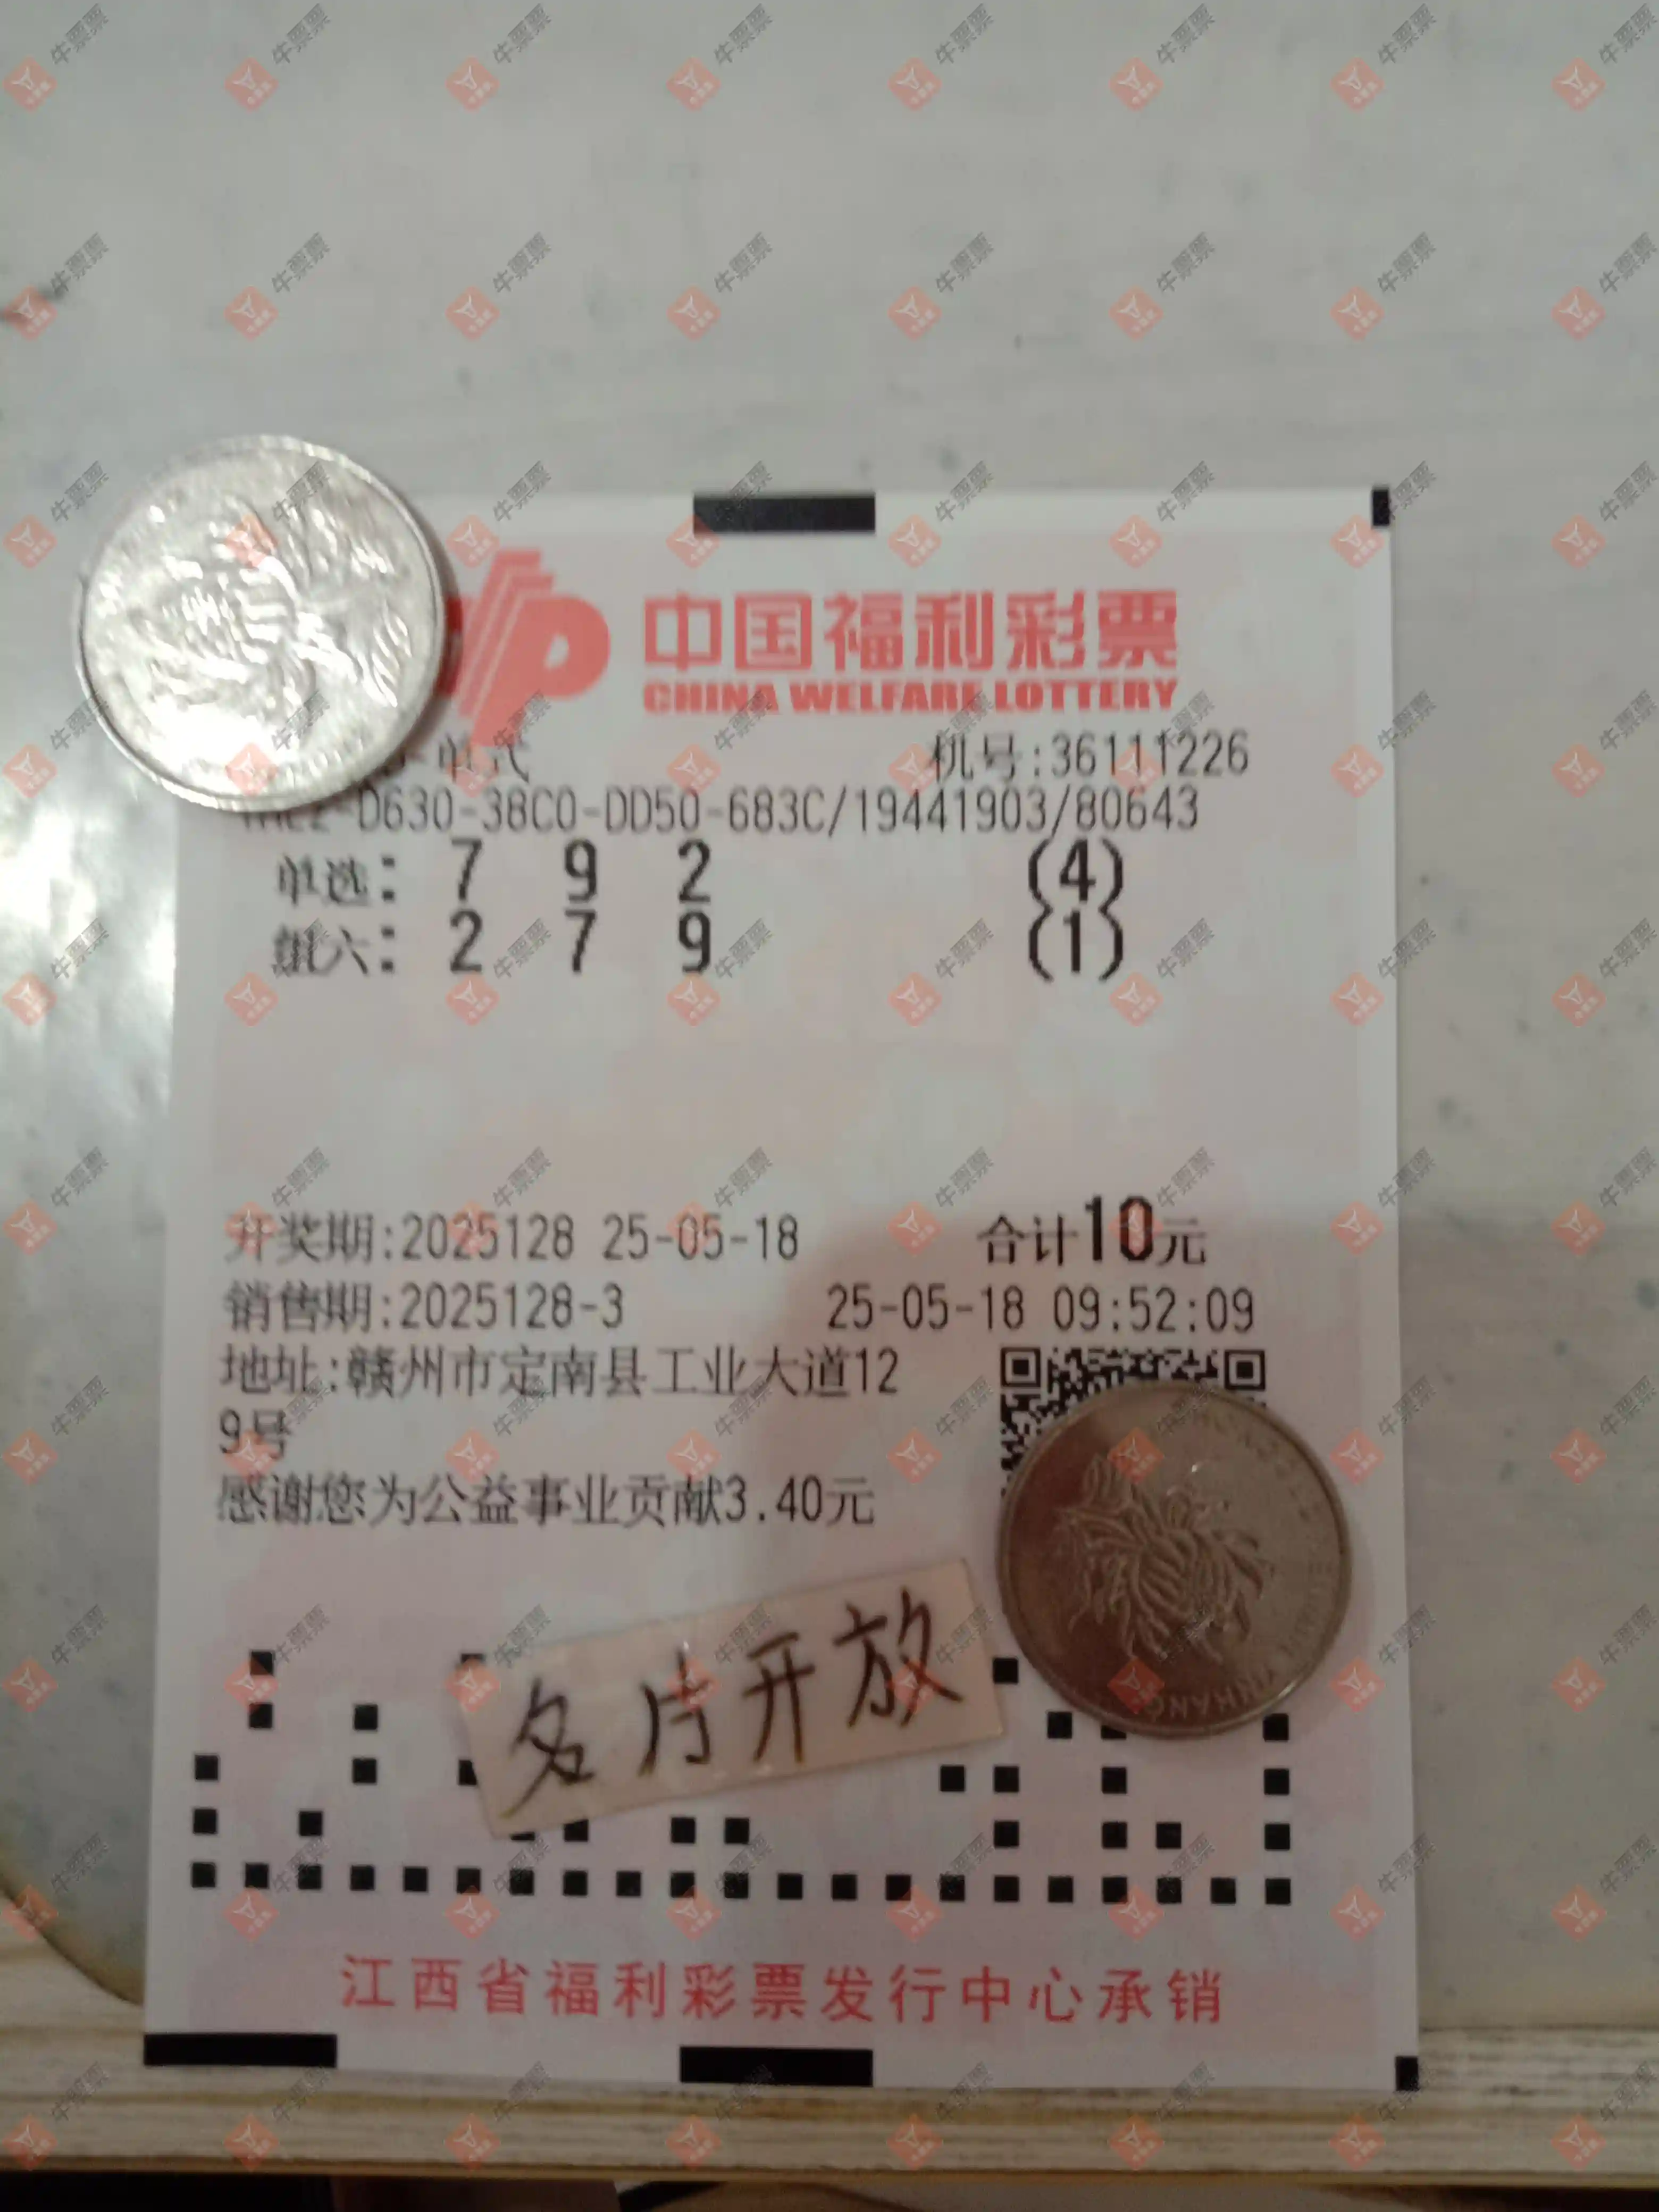 中国福利彩票
CHINA WELFARE LOTTERY
单式 机号:36111226
D630-38C0-DD50-683C/19441903/80643
单选: 7 9 2 (4)
组六: 2 7 9 (1)
开奖期:2025128 25-05-18 合计10元
销售期:2025128-3 25-05-18 09:52:09
地址:赣州市定南县工业大道12
9号
感谢您为公益事业贡献3.40元
名片开放
江西省福利彩票发行中心承销
牛票票